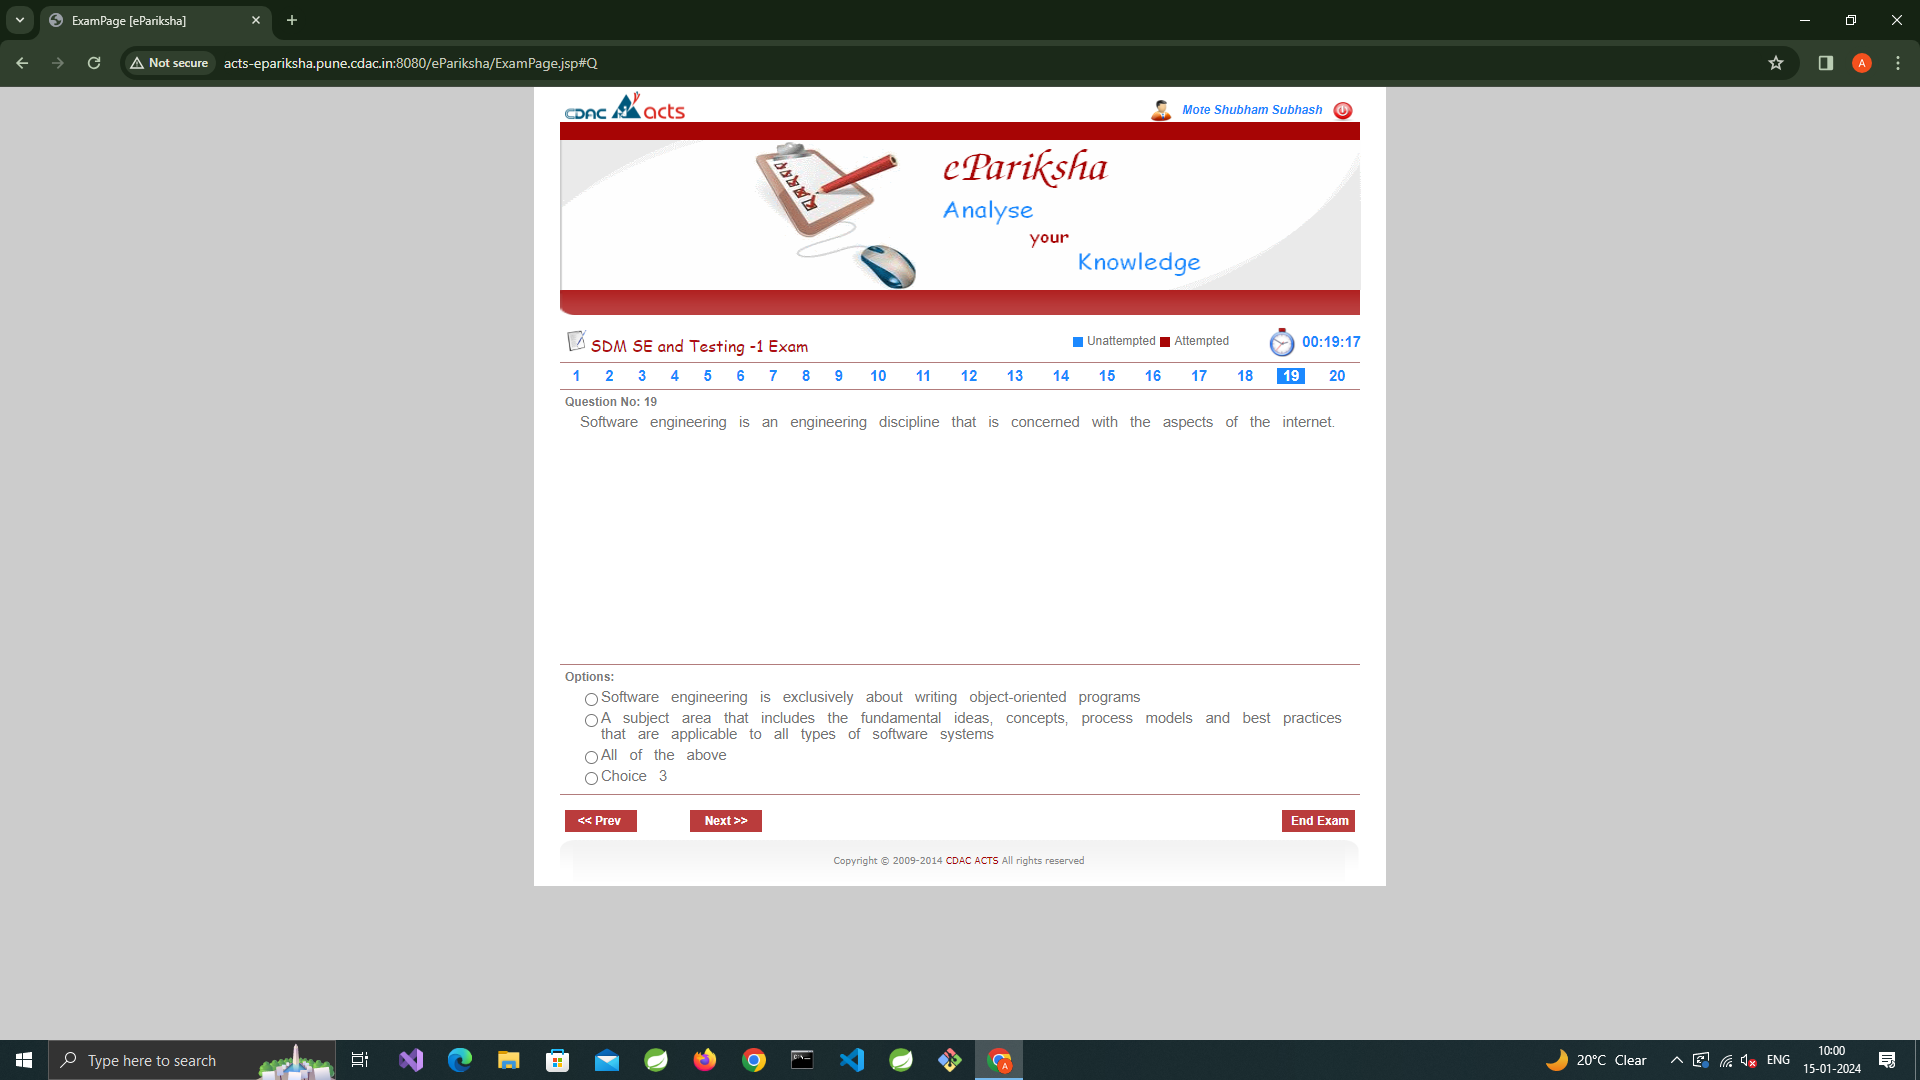 ExamPage [ePariksha]
Not secure
acts-epariksha.pune.cdac.in:8080/ePariksha/ExamPage.jsp#Q
A
CDAC acts
Mote Shubham Subhash
ePariksha
Analyse
your
Knowledge
SDM SE and Testing -1 Exam
Unattempted Attempted
00:19:17
1 2 3 4 5 6 7 8 9 10 11 12 13 14 15 16 17 18 19 20
Question No: 19
Software engineering is an engineering discipline that is concerned with the aspects of the internet.
Options:
Software engineering is exclusively about writing object-oriented programs
A subject area that includes the fundamental ideas, concepts, process models and best practices
that are applicable to all types of software systems
All of the above
Choice 3
<< Prev
Next >>
End Exam
Copyright © 2009-2014 CDAC ACTS All rights reserved
Type here to search
20°C Clear
ENG
10:00
15-01-2024